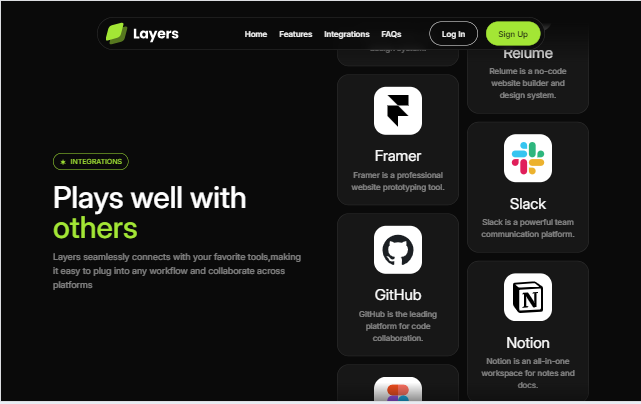 Layers
Home Features Integrations FAQs
Log In
Sign Up
INTEGRATIONS
Plays well with
others
Layers seamlessly connects with your favorite tools,making
it easy to plug into any workflow and collaborate across
platforms
design system.
Framer
Framer is a professional
website prototyping tool.
GitHub
GitHub is the leading
platform for code
collaboration.
Relume
Relume is a no-code
website builder and
design system.
Slack
Slack is a powerful team
communication platform.
Notion
Notion is an all-in-one
workspace for notes and
docs.